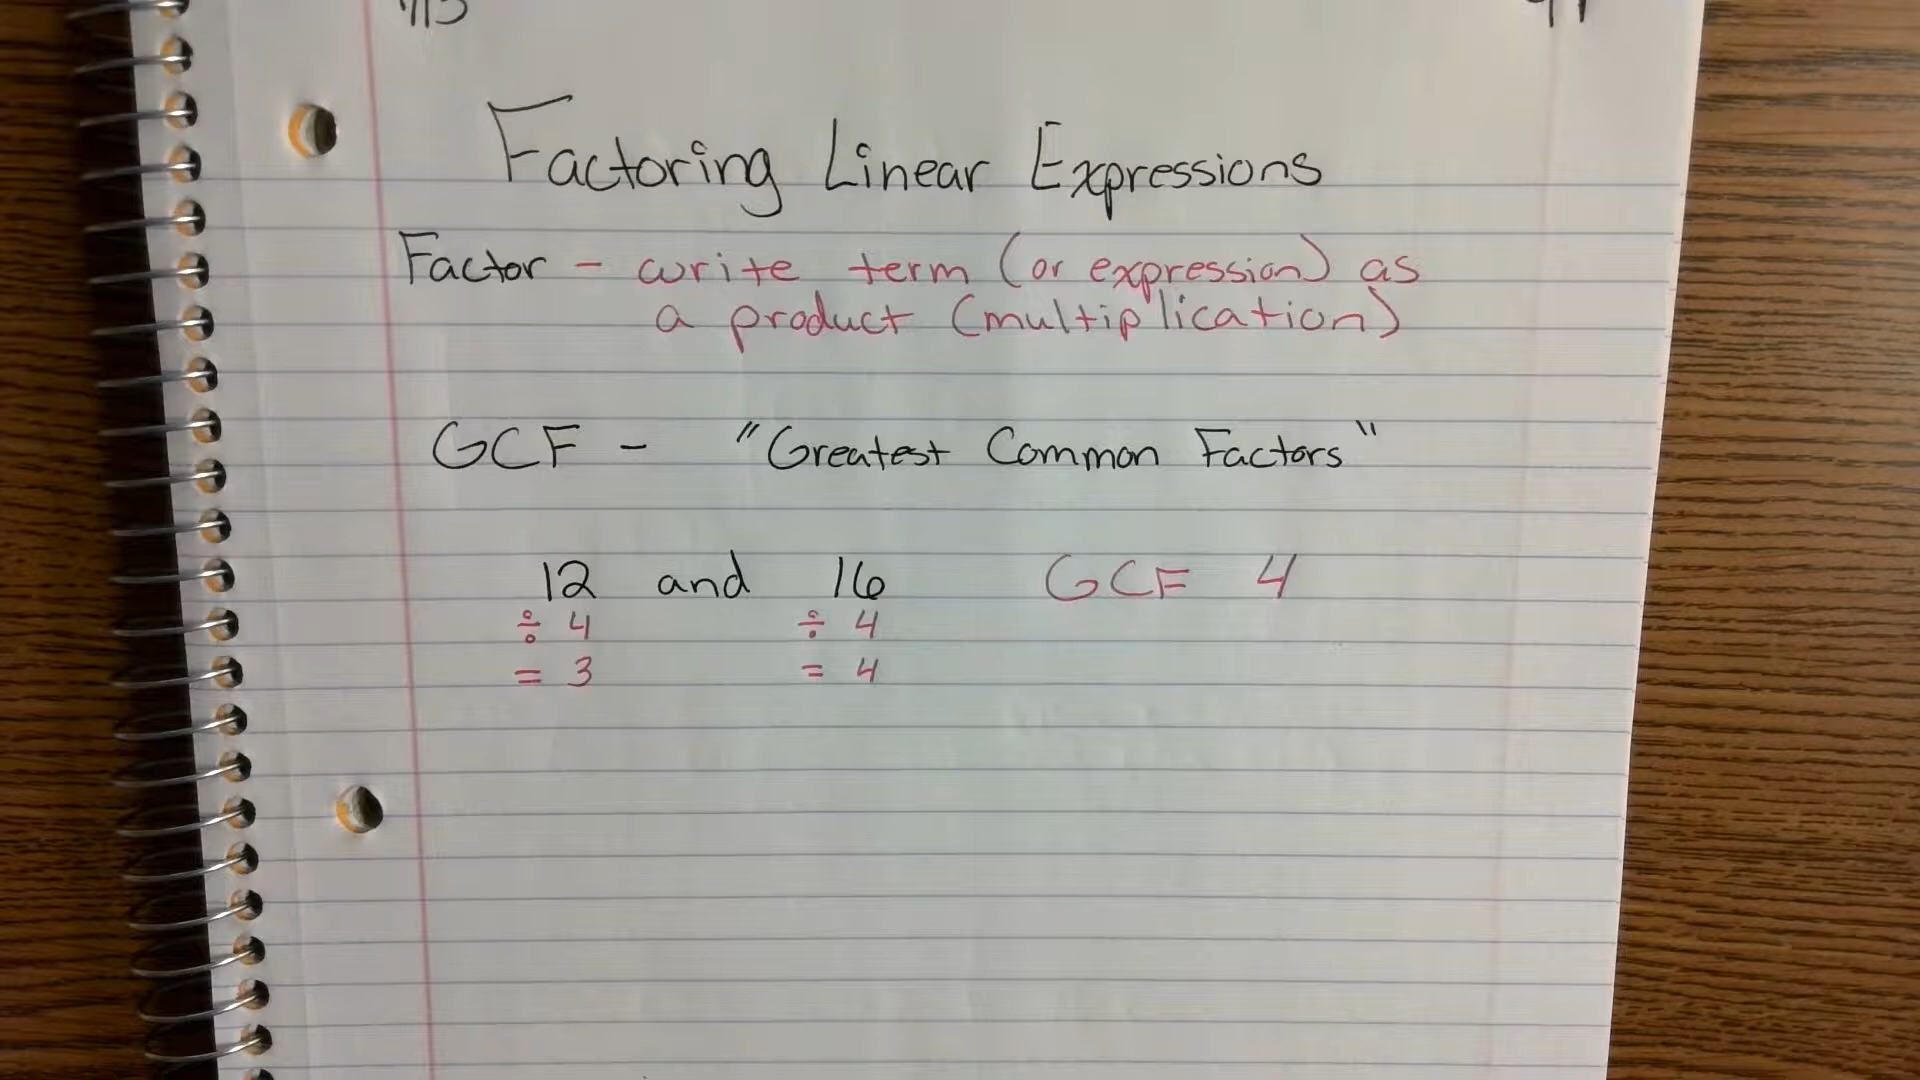 Factoring Linear Expressions
Factor - write term (or expression) as
a product (multiplication)
GCF - "Greatest Common Factors"
12 and 16 GCF 4
÷ 4 ÷ 4
= 3 = 4